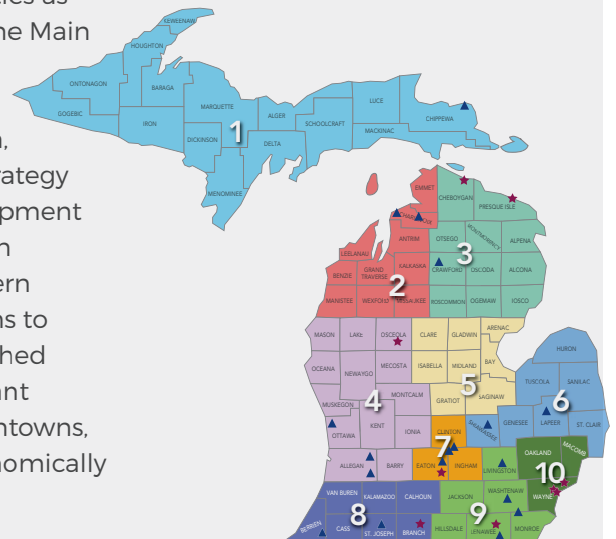 ties as
ne Main
rategy
opment
n
ern
ns to
hed
ant
ntowns,
nomically
KEWEENAW
HOUGHTON
ONTONAGON
BARAGA
GOGEBIC
IRON
MARQUETTE
1
ALGER
LUCE
CHIPPEWA
SCHOOLCRAFT
MACKINAC
DICKINSON
DELTA
MENOMINEE
EMMET
CHEBOYGAN
PRESQUE ISLE
ANTRIM
OTSEGO
MONTMORENCY
ALPENA
3
LEELANAU
BENZIE
GRAND
TRAVERSE
KALKASKA
CRAWFORD
OSCODA
ALCONA
2
MANISTEE
WEXFORD
MISSAUKEE
ROSCOMMON
OGEMAW
IOSCO
MASON
LAKE
OSCEOLA
CLARE
GLADWIN
ARENAC
HURON
OCEANA
NEWAYGO
MECOSTA
ISABELLA
MIDLAND
BAY
5
TUSCOLA
SANILAC
MUSKEGON
MONTCALM
GRATIOT
SAGINAW
4
6
OTTAWA
KENT
IONIA
CLINTON
SHIAWASSEE
GENESEE
LAPEER
ST. CLAIR
7
ALLEGAN
BARRY
EATON
INGHAM
LIVINGSTON
OAKLAND
MACOMB
10
VAN BUREN
KALAMAZOO
CALHOUN
JACKSON
WASHTENAW
WAYNE
8
9
BERRIEN
CASS
ST. JOSEPH
BRANCH
HILLSDALE
LENAWEE
MONROE